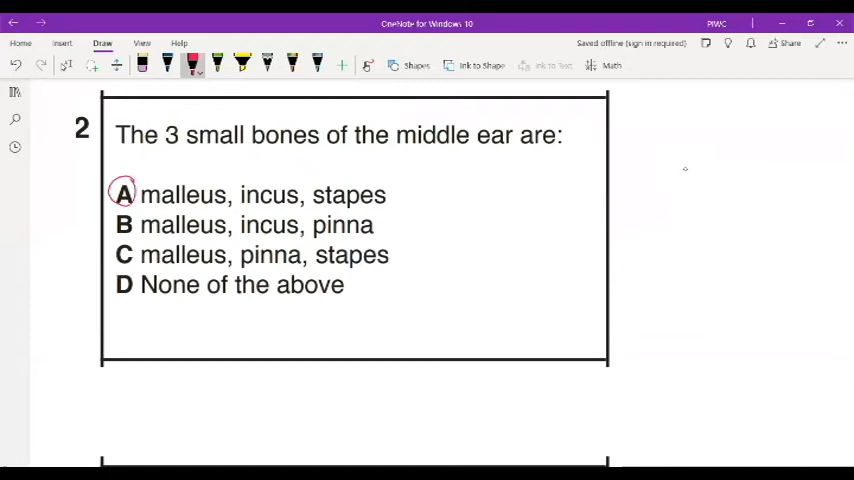 OneNote for Windows 10
PIWC
Home Insert Draw View Help
Saved offline (sign in required)
Share
Shapes
Ink to Shape
Ink to Text
Math
2
The 3 small bones of the middle ear are:
A malleus, incus, stapes
B malleus, incus, pinna
C malleus, pinna, stapes
D None of the above